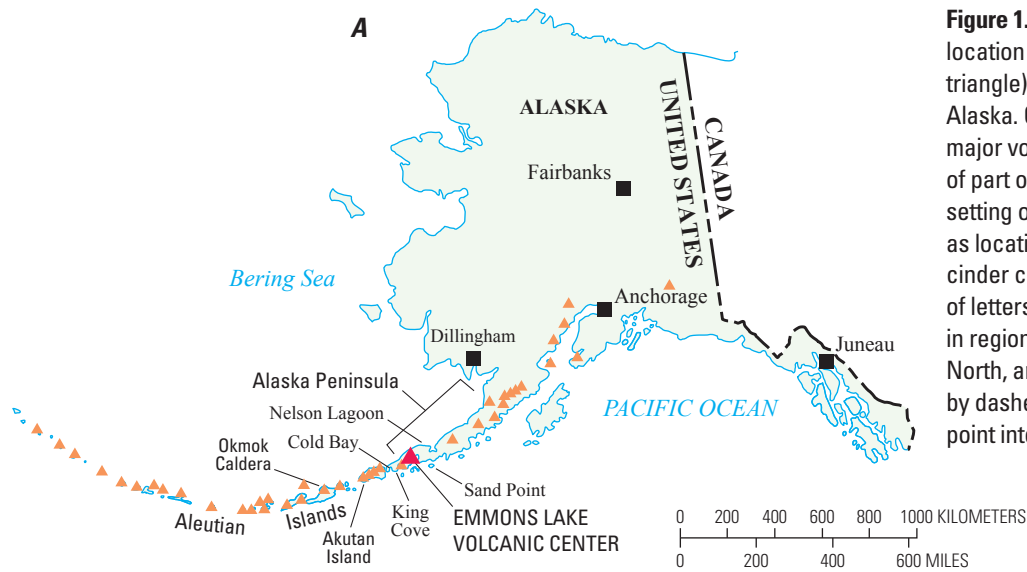 A
ALASKA
Fairbanks
UNITED STATES
CANADA
Bering Sea
Anchorage
Dillingham
Juneau
Alaska Peninsula
PACIFIC OCEAN
Nelson Lagoon
Cold Bay
Okmok
Caldera
Sand Point
Aleutian
Islands
King
Cove
Akutan
Island
EMMONS LAKE
VOLCANIC CENTER
0 200 400 600 800 1000 KILOMETERS
0 200 400 600 MILES
Figure 1.
location
triangle)
Alaska.
major
of part o
setting o
as locati
cinder c
of letters
in region
North, a
by dashe
point int